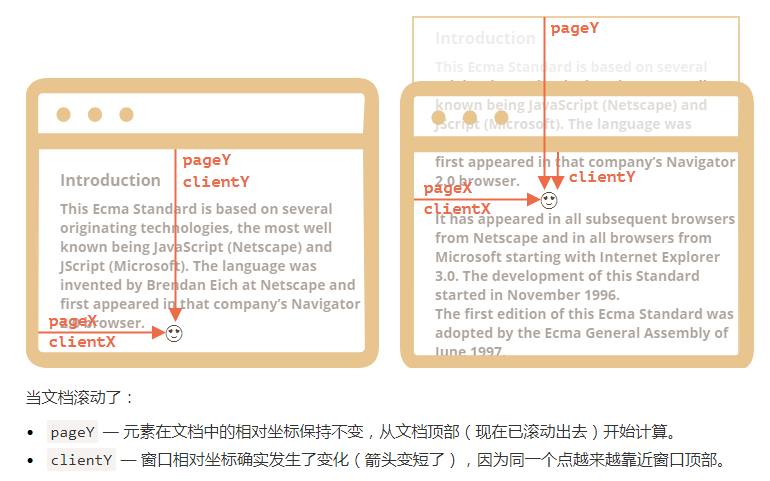 pageY
clientY
Introduction
This Ecma Standard is based on several
originating technologies, the most well
known being JavaScript (Netscape) and
JScript (Microsoft). The language was
invented by Brendan Eich at Netscape and
first appeared in that company's Navigator
2.0 browser.
pageX
clientX
pageY
Introduction
This Ecma Standard is based on several
known being JavaScript (Netscape) and
JScript (Microsoft). The language was
first appeared in that company's Navigator
2.0 browser.
clientY
pageX
clientX
It has appeared in all subsequent browsers
from Netscape and in all browsers from
Microsoft starting with Internet Explorer
3.0. The development of this Standard
started in November 1996.
The first edition of this Ecma Standard was
adopted by the Ecma General Assembly of
June 1997.
当文档滚动了：
• pageY — 元素在文档中的相对坐标保持不变，从文档顶部（现在已滚动出去）开始计算。
• clientY — 窗口相对坐标确实发生了变化（箭头变短了），因为同一个点越来越靠近窗口顶部。